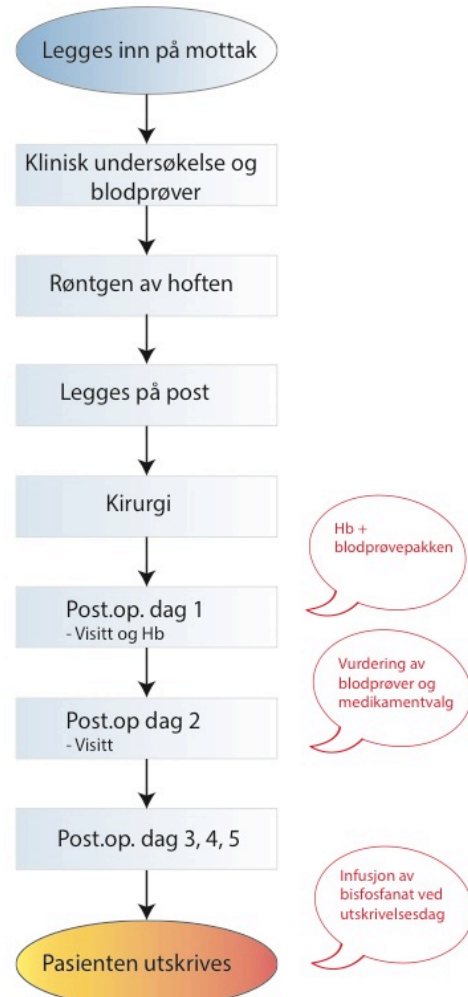 Legges inn på mottak
Klinisk undersøkelse og
blodprøver
Røntgen av hoften
Legges på post
Kirurgi
Hb +
blodprøvepakken
Post.op. dag 1
- Visitt og Hb
Vurdering av
blodprøver og
medikamentvalg
Post.op dag 2
- Visitt
Post.op. dag 3, 4, 5
Infusjon av
bisfosfanat ved
utskrivelsesdag
Pasienten utskrives